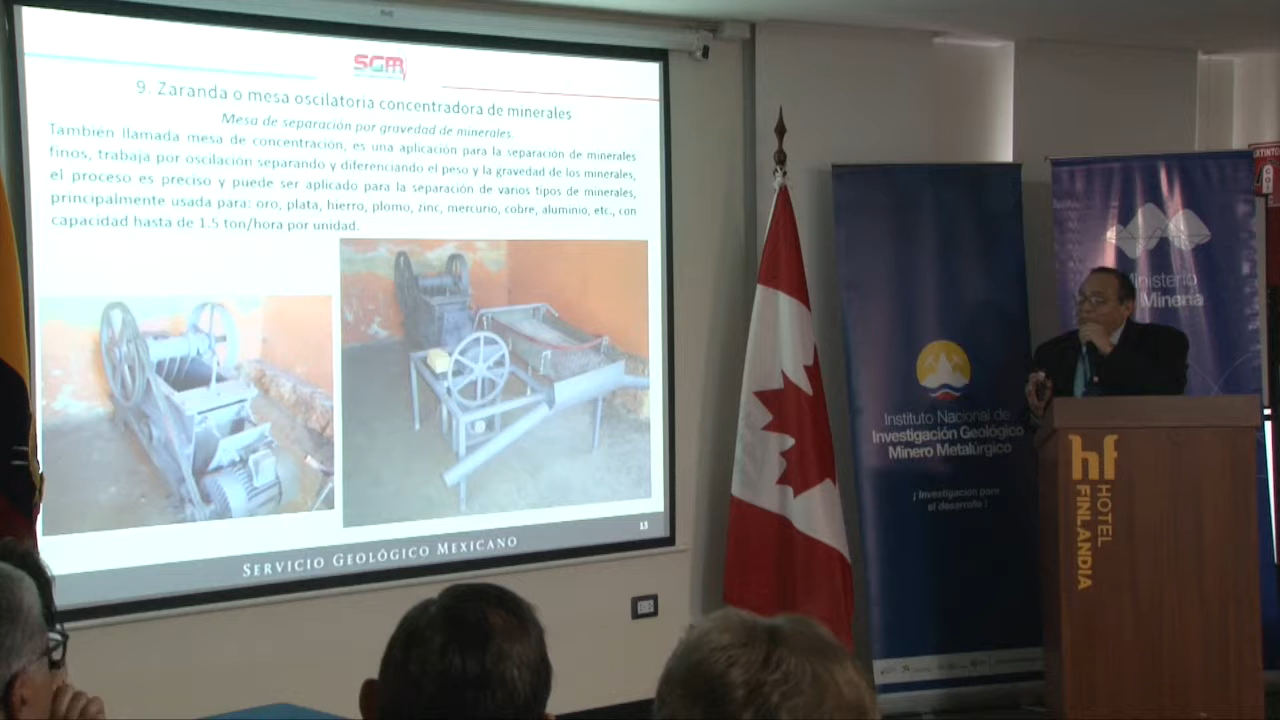 SGM
9. Zaranda o mesa oscilatoria concentradora de minerales
Mesa de separación por gravedad de minerales.
También llamada mesa de concentración, es una aplicación para la separación de minerales
finos, trabaja por oscilación separando y diferenciando el peso y la gravedad de los minerales,
el proceso es preciso y puede ser aplicado para la separación de varios tipos de minerales,
principalmente usada para: oro, plata, hierro, plomo, zinc, mercurio, cobre, aluminio, etc., con
capacidad hasta de 1.5 ton/hora por unidad.
13
SERVICIO GEOLÓGICO MEXICANO
Instituto Nacional de
Investigación Geológico
Minero Metalúrgico
¡ Investigación para
el desarrollo !
Ministerio
Minería
hf
HOTEL
FINLANDIA